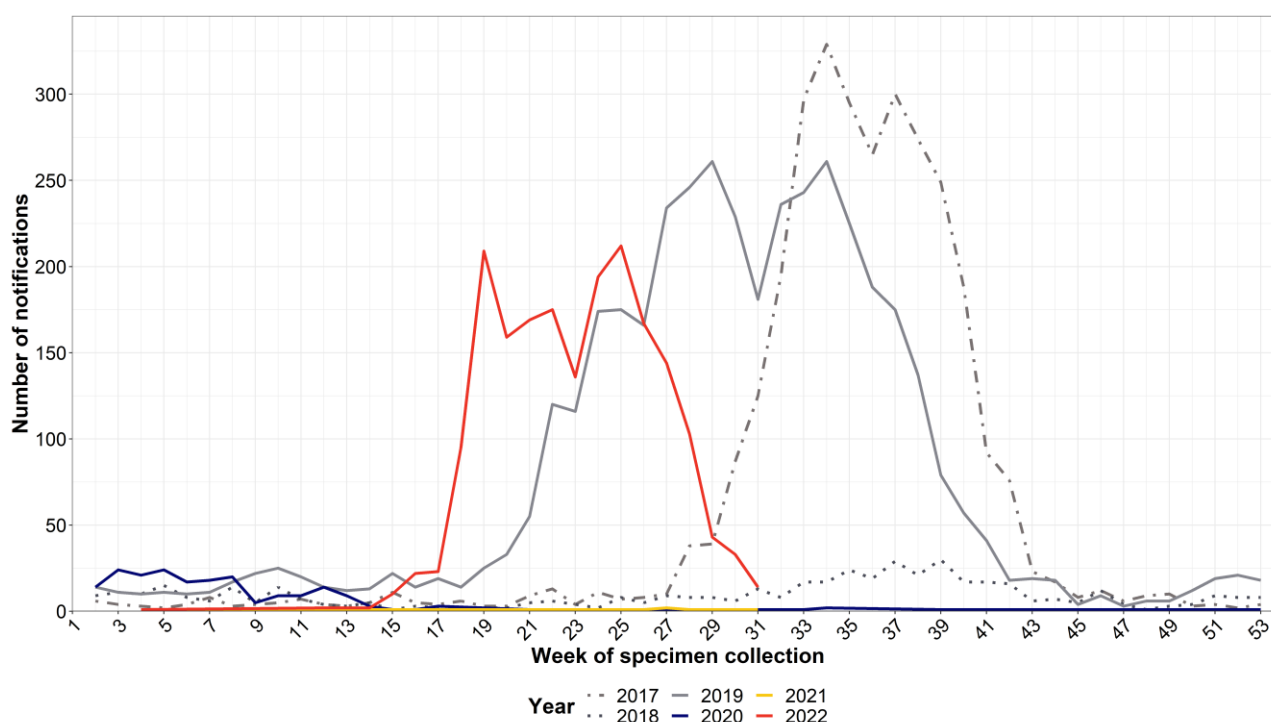 300
250
200
150
100
50
0
Number of notifications
1 3 5 7 9 11 13 15 17 19 21 23 25 27 29 31 33 35 37 39 41 43 45 47 49 51 53
Week of specimen collection
Year 2017 2019 2021
2018 2020 2022